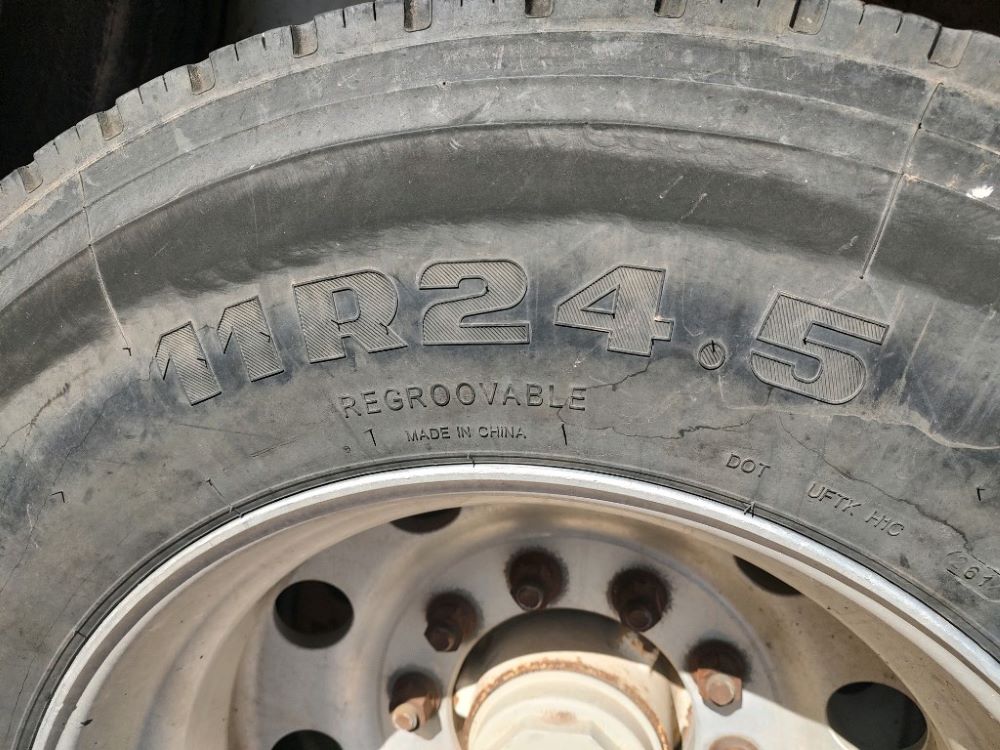 11R24.5
REGROOVABLE
MADE IN CHINA
DOT UFTK H1C